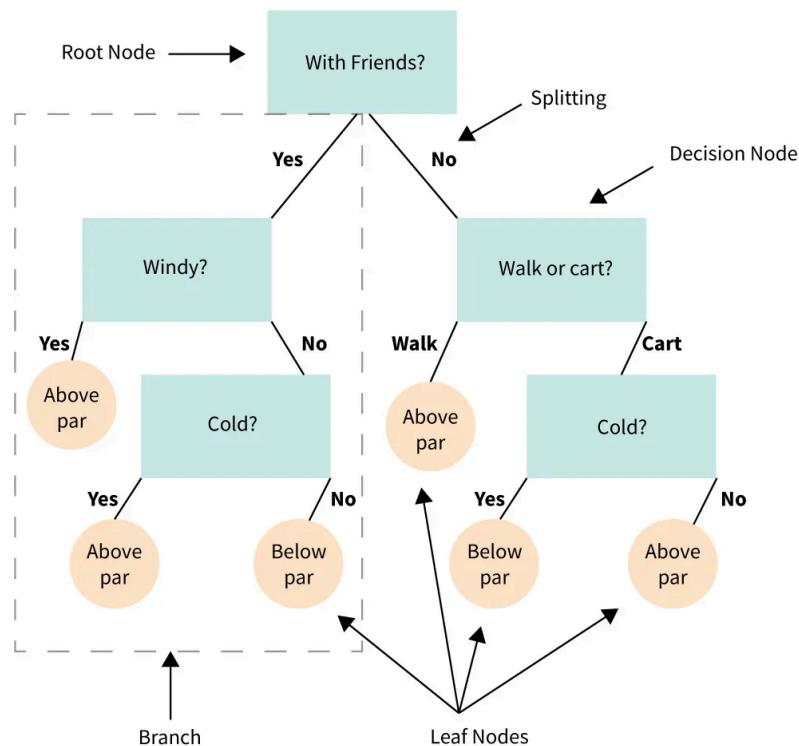 Root Node
With Friends?
Splitting
Decision Node
Yes
No
Windy?
Walk or cart?
Yes
No
Walk
Cart
Above
par
Cold?
Above
par
Cold?
Yes
No
Yes
No
Above
par
Below
par
Below
par
Above
par
Branch
Leaf Nodes